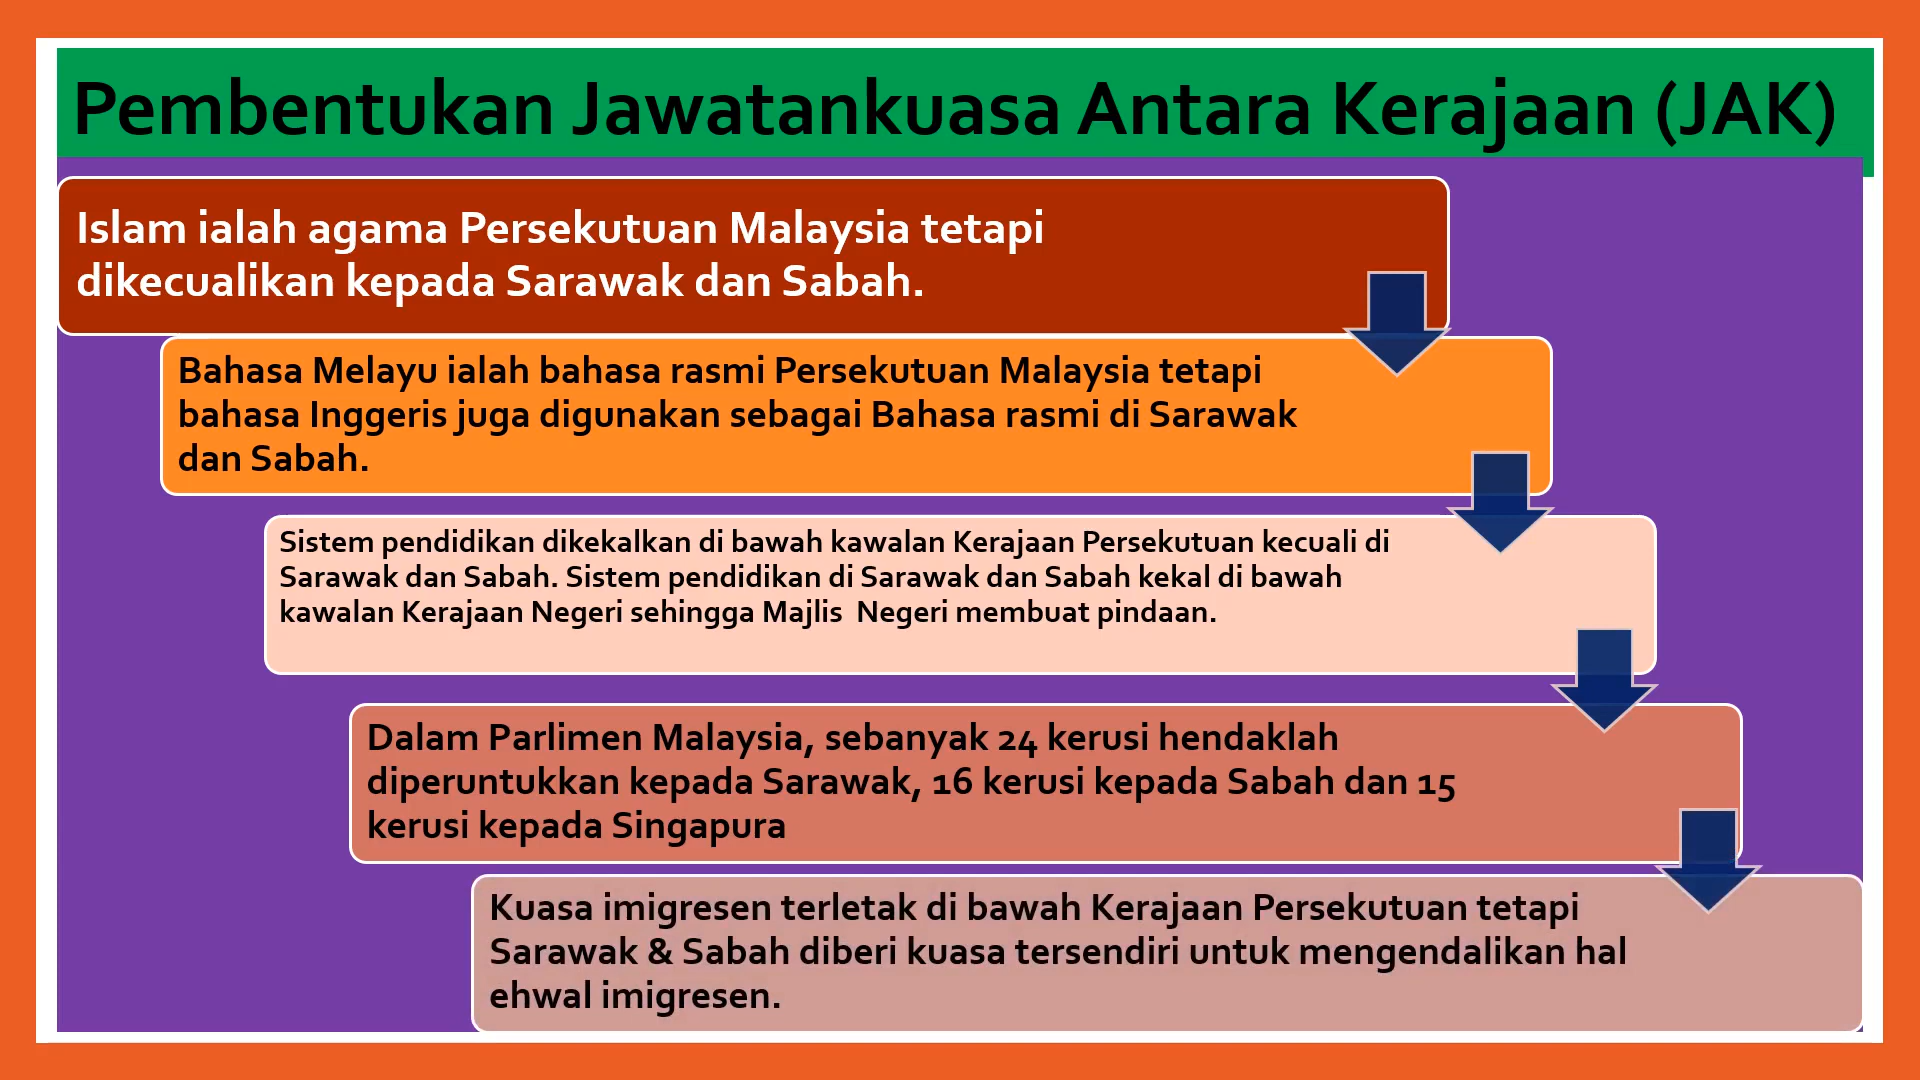 Pembentukan Jawatankuasa Antara Kerajaan (JAK)
Islam ialah agama Persekutuan Malaysia tetapi
dikecualikan kepada Sarawak dan Sabah.
Bahasa Melayu ialah bahasa rasmi Persekutuan Malaysia tetapi
bahasa Inggeris juga digunakan sebagai Bahasa rasmi di Sarawak
dan Sabah.
Sistem pendidikan dikekalkan di bawah kawalan Kerajaan Persekutuan kecuali di
Sarawak dan Sabah. Sistem pendidikan di Sarawak dan Sabah kekal di bawah
kawalan Kerajaan Negeri sehingga Majlis  Negeri membuat pindaan.
Dalam Parlimen Malaysia, sebanyak 24 kerusi hendaklah
diperuntukkan kepada Sarawak, 16 kerusi kepada Sabah dan 15
kerusi kepada Singapura
Kuasa imigresen terletak di bawah Kerajaan Persekutuan tetapi
Sarawak & Sabah diberi kuasa tersendiri untuk mengendalikan hal
ehwal imigresen.